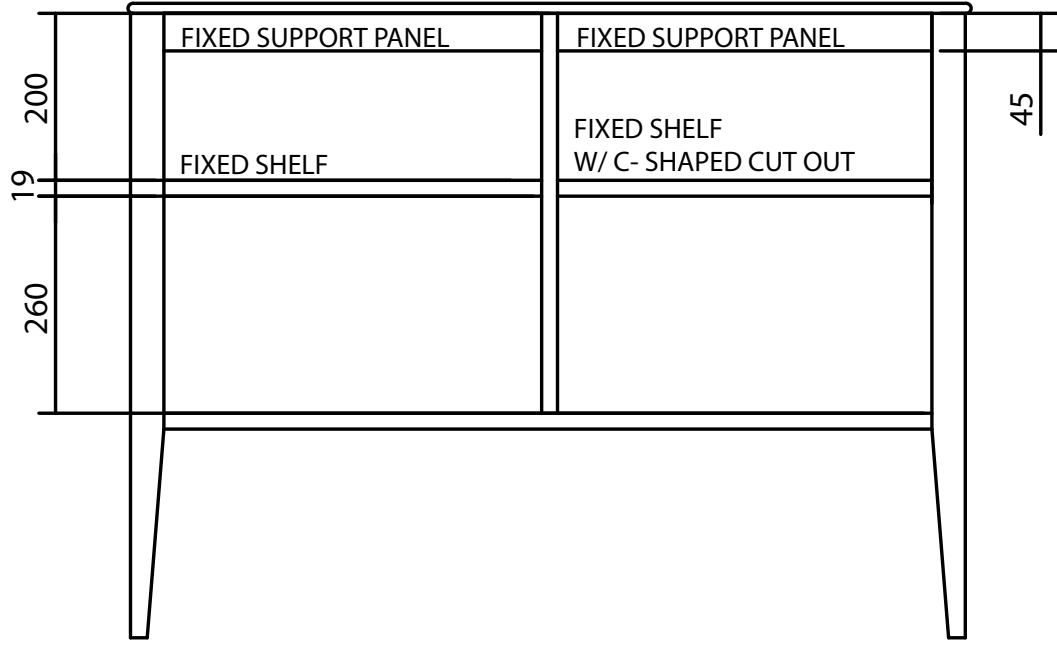 FIXED SUPPORT PANEL
FIXED SUPPORT PANEL
200
45
FIXED SHELF
W/ C- SHAPED CUT OUT
FIXED SHELF
19
260